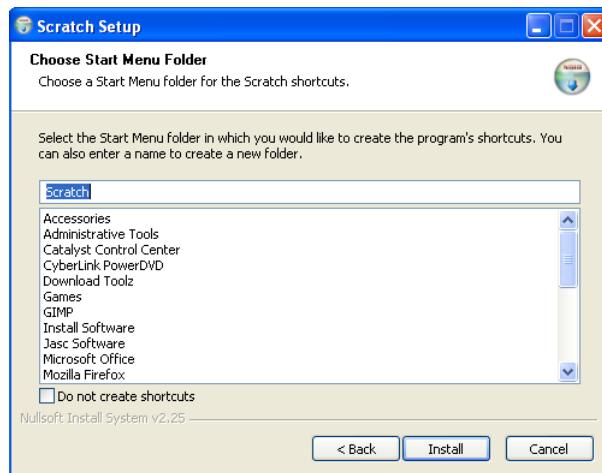 Scratch Setup
Choose Start Menu Folder
Choose a Start Menu folder for the Scratch shortcuts.
Select the Start Menu folder in which you would like to create the program's shortcuts. You
can also enter a name to create a new folder.
Scratch
Accessories
Administrative Tools
Catalyst Control Center
CyberLink PowerDVD
Download Toolz
Games
GIMP
Install Software
Jasc Software
Microsoft Office
Mozilla Firefox
Do not create shortcuts
Nullsoft Install System v2.25
< Back Install Cancel